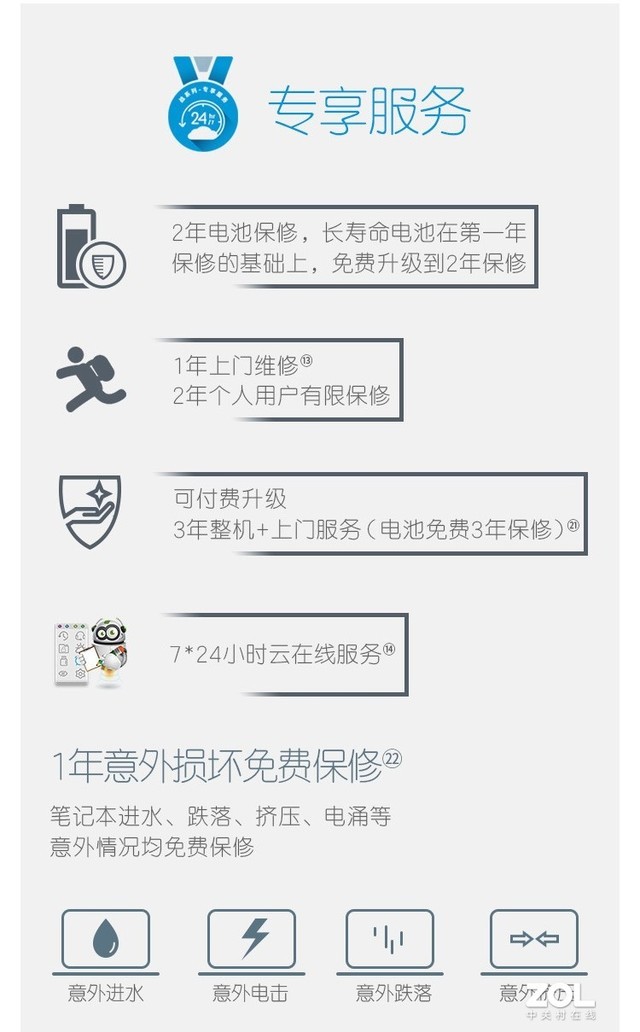 专享服务
24
2年电池保修，长寿命电池在第一年
保修的基础上，免费升级到2年保修
1年上门维修⑬
2年个人用户有限保修
可付费升级
3年整机+上门服务（电池免费3年保修）㉑
7*24小时云在线服务⑭
1年意外损坏免费保修㉒
笔记本进水、跌落、挤压、电涌等
意外情况均免费保修
意外进水
意外电击
意外跌落
意外
ZOL
中关村在线